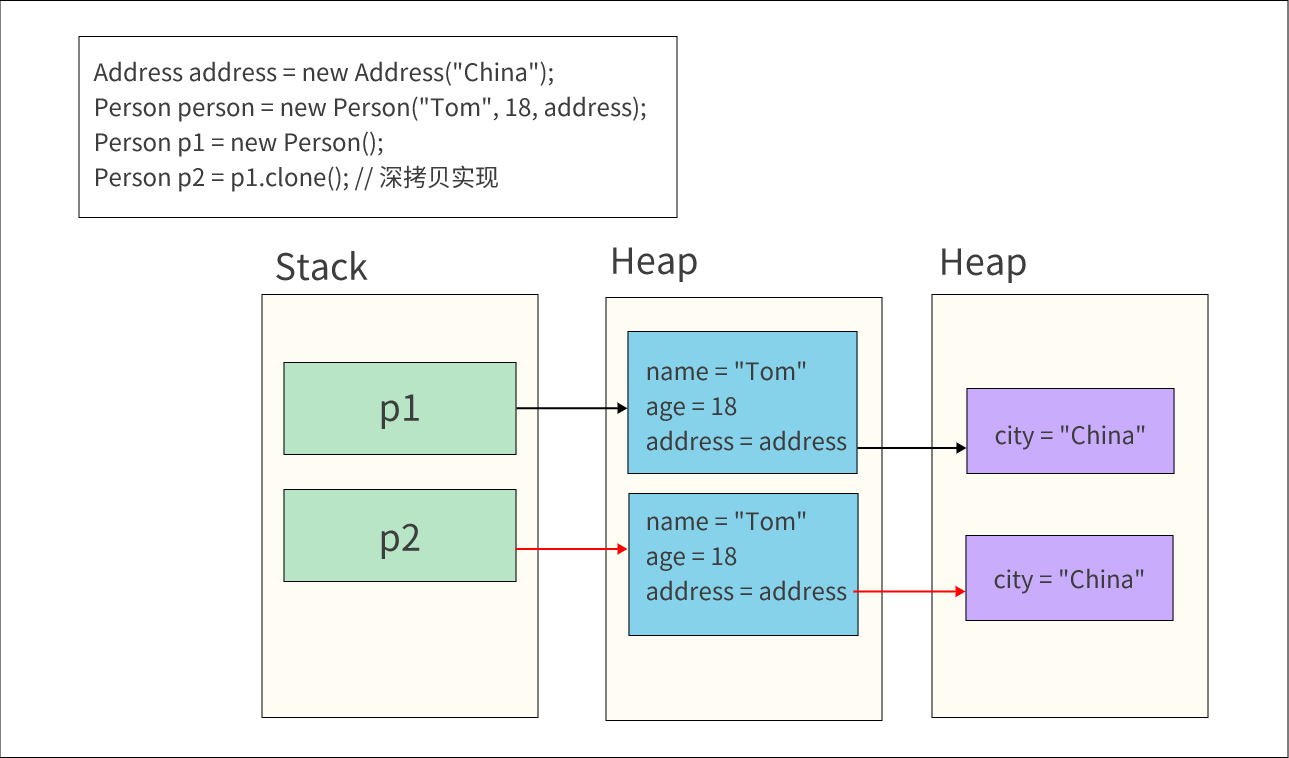 Address address = new Address("China");
Person person = new Person("Tom", 18, address);
Person p1 = new Person();
Person p2 = p1.clone(); // 深拷贝实现
Stack
Heap
Heap
p1
name = "Tom"
age = 18
address = address
city = "China"
p2
name = "Tom"
age = 18
address = address
city = "China"